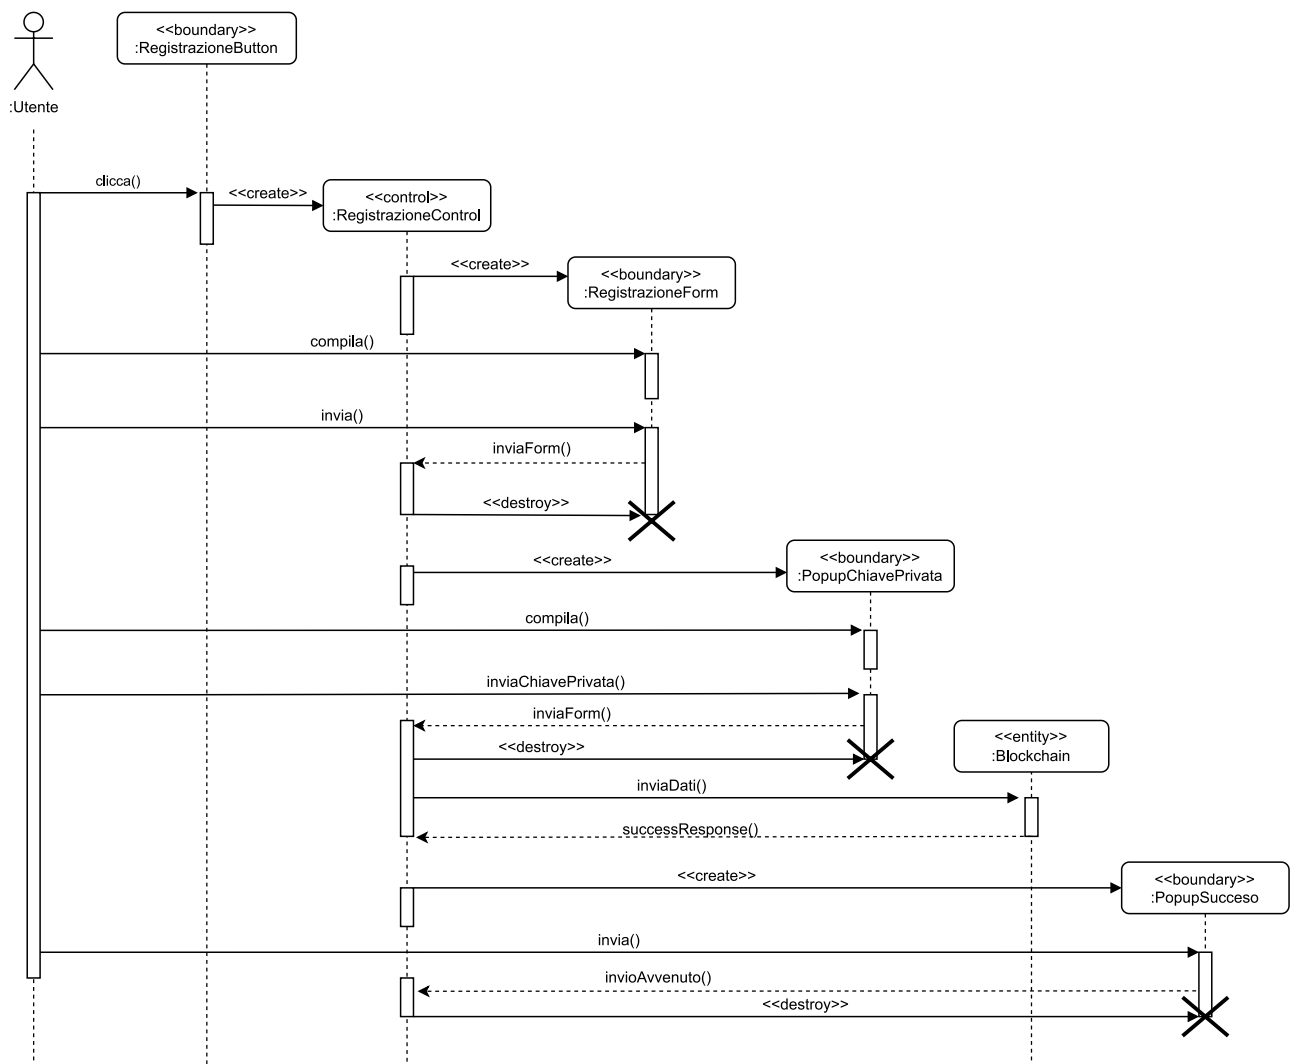 <<boundary>>
:RegistrazioneButton
:Utente
clicca()
<<create>>
<<control>>
:RegistrazioneControl
<<create>>
<<boundary>>
:RegistrazioneForm
compila()
invia()
inviaForm()
<<destroy>>
<<create>>
<<boundary>>
:PopupChiavePrivata
compila()
inviaChiavePrivata()
inviaForm()
<<destroy>>
<<entity>>
:Blockchain
inviaDati()
successResponse()
<<create>>
<<boundary>>
:PopupSucceso
invia()
invioAvvenuto()
<<destroy>>